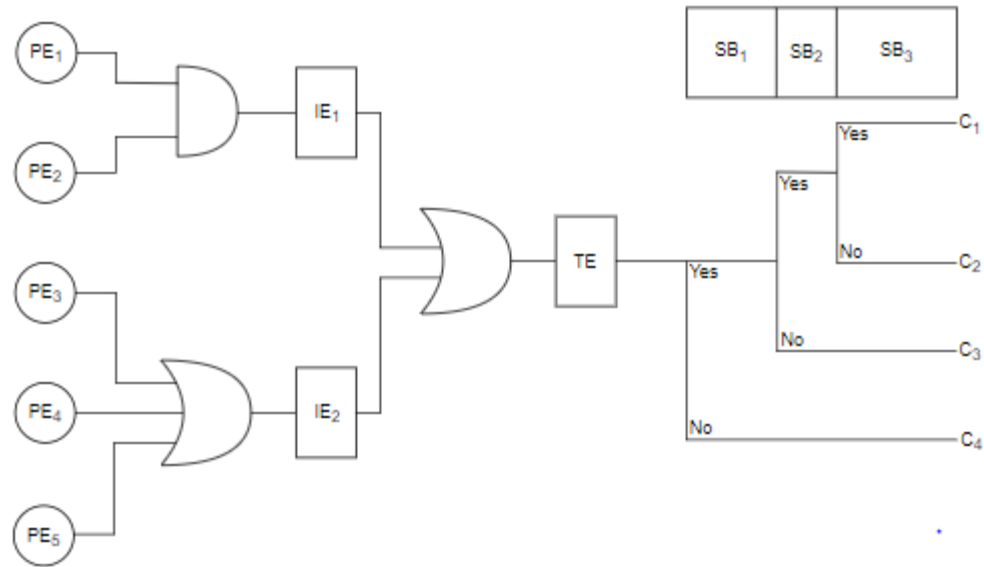 PE₁
PE₂
PE₃
PE₄
PE₅
IE₁
IE₂
TE
SB₁ SB₂ SB₃
Yes C₁
Yes
No C₂
Yes
No C₃
No C₄